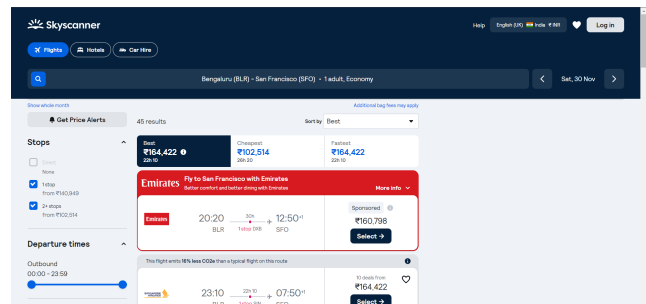 Skyscanner
Help English (UK) India ₹ INR Log in
Flights Hotels Car Hire
Bengaluru (BLR) - San Francisco (SFO) • 1 adult, Economy Sat, 30 Nov
Show whole month Additional bag fees may apply
Get Price Alerts
45 results Sort by Best
Stops
Direct
None
1 stop
from ₹140,949
2+ stops
from ₹102,514
Departure times
Outbound
00:00 - 23:59
Best
₹164,422
22h 10
Cheapest
₹102,514
26h 20
Fastest
₹164,422
22h 10
Emirates Fly to San Francisco with Emirates
Better comfort and better dining with Emirates More info
Emirates
20:20 30h 12:50+1
BLR 1 stop DXB SFO
Sponsored
₹160,798
Select →
This flight emits 16% less CO2e than a typical flight on this route
23:10 22h 10 07:50+1
BLR 1 stop SIN SFO
10 deals from
₹164,422
Select →